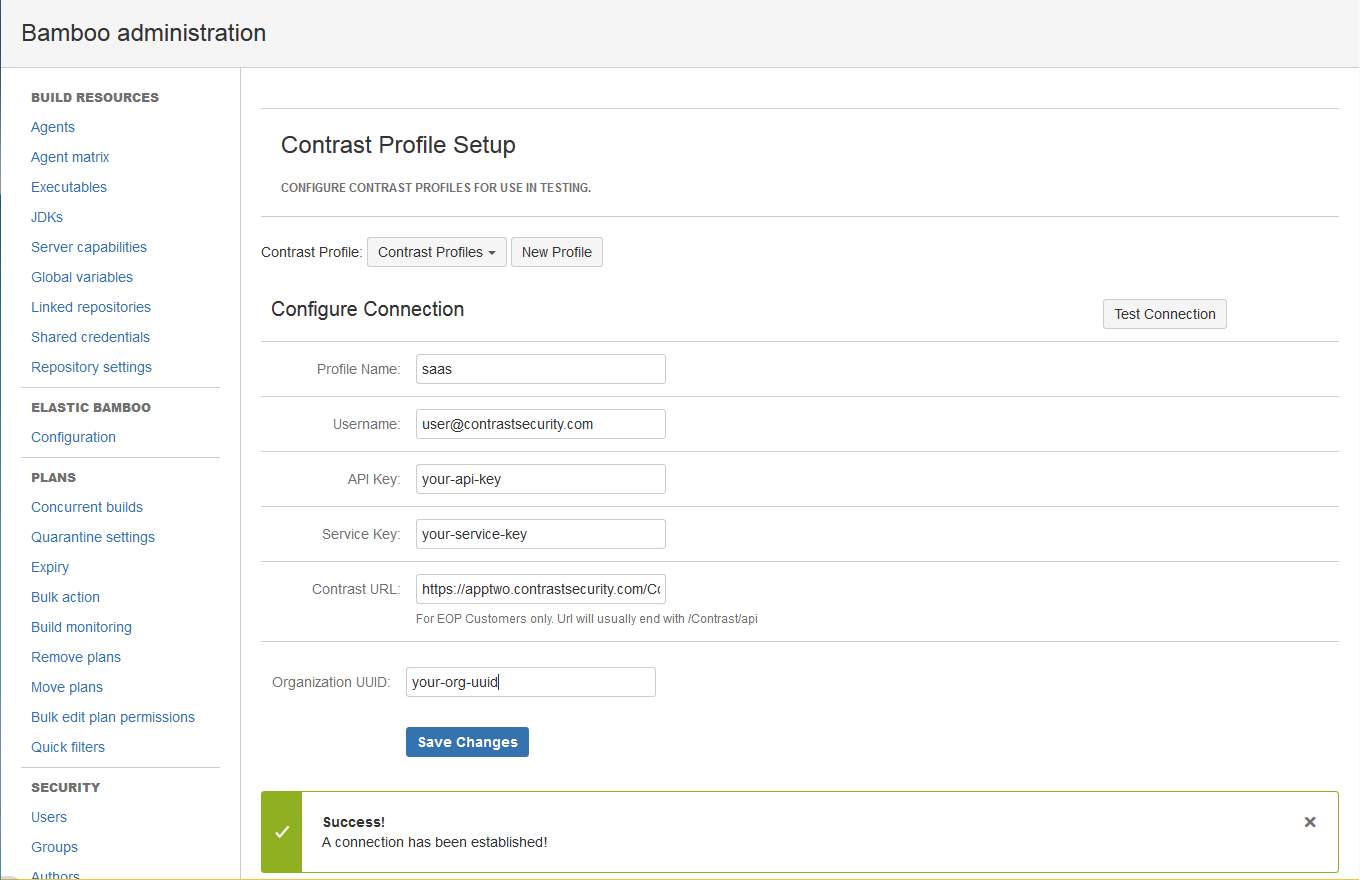 Bamboo administration
BUILD RESOURCES
Agents
Agent matrix
Executables
JDKs
Server capabilities
Global variables
Linked repositories
Shared credentials
Repository settings
ELASTIC BAMBOO
Configuration
PLANS
Concurrent builds
Quarantine settings
Expiry
Bulk action
Build monitoring
Remove plans
Move plans
Bulk edit plan permissions
Quick filters
SECURITY
Users
Groups
Authors
Contrast Profile Setup
CONFIGURE CONTRAST PROFILES FOR USE IN TESTING.
Contrast Profile: Contrast Profiles New Profile
Configure Connection Test Connection
Profile Name: saas
Username: user@contrastsecurity.com
API Key: your-api-key
Service Key: your-service-key
Contrast URL: https://apptwo.contrastsecurity.com/Co
For EOP Customers only. Url will usually end with /Contrast/api
Organization UUID: your-org-uuid
Save Changes
Success!
A connection has been established!